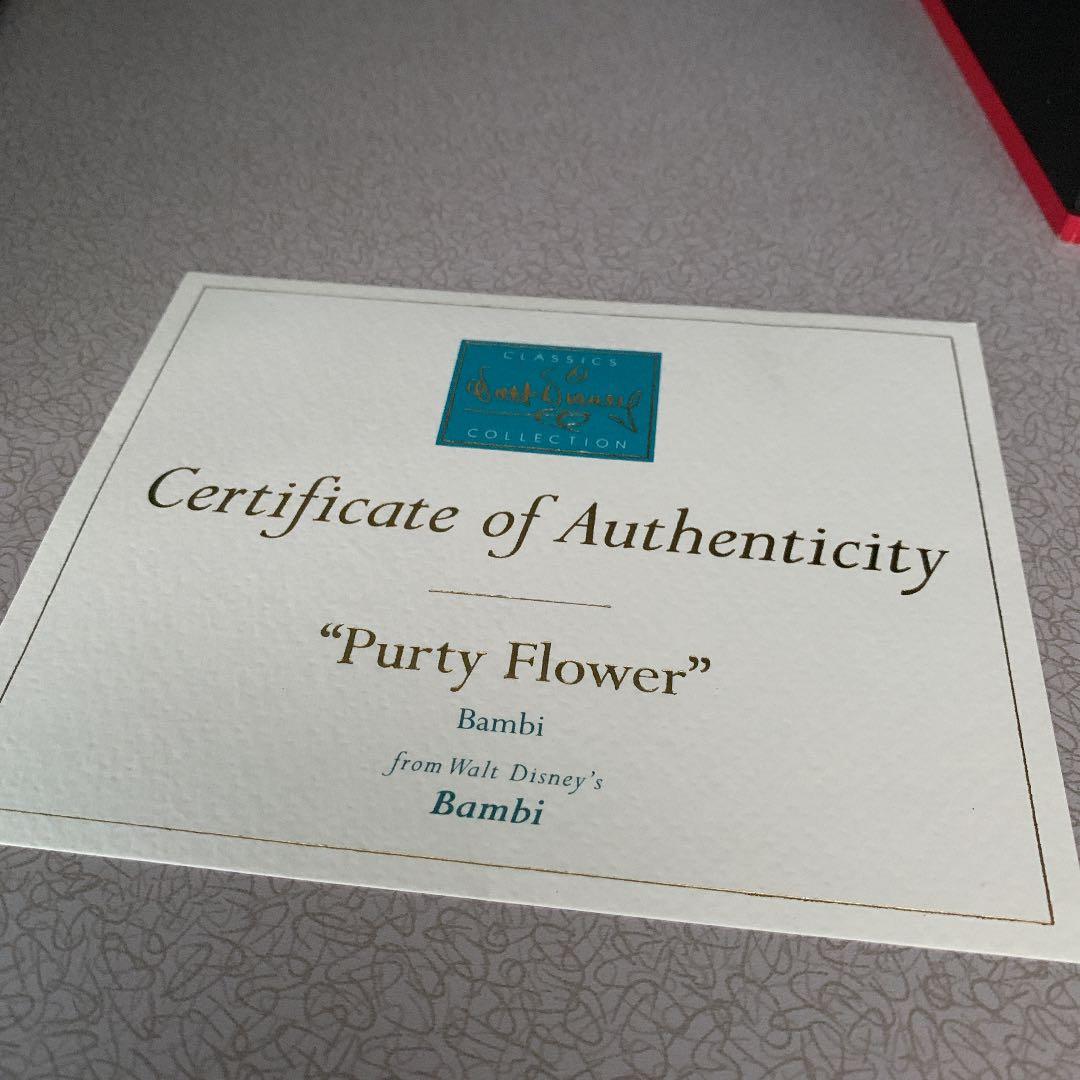 CLASSICS
Walt Disney
COLLECTION
Certificate of Authenticity
“Purty Flower”
Bambi
from Walt Disney’s
Bambi